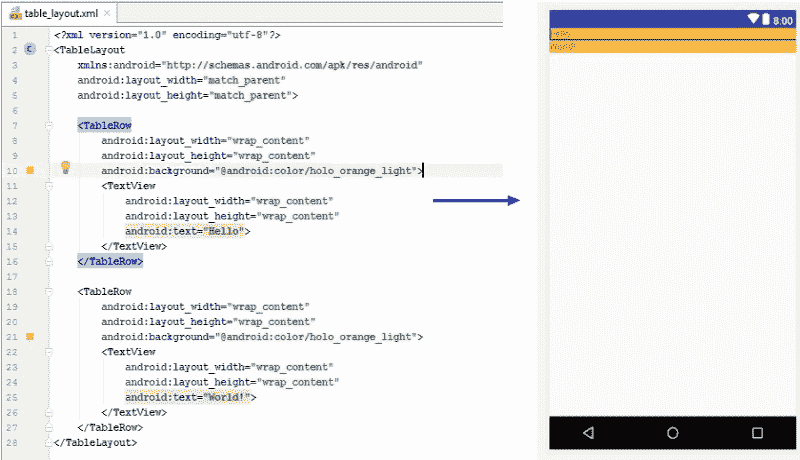 table_layout.xml
1 <?xml version="1.0" encoding="utf-8"?>
2 <TableLayout
3 xmlns:android="http://schemas.android.com/apk/res/android"
4 android:layout_width="match_parent"
5 android:layout_height="match_parent">
6
7 <TableRow
8 android:layout_width="wrap_content"
9 android:layout_height="wrap_content"
10 android:background="@android:color/holo_orange_light">
11 <TextView
12 android:layout_width="wrap_content"
13 android:layout_height="wrap_content"
14 android:text="Hello">
15 </TextView>
16 </TableRow>
17
18 <TableRow
19 android:layout_width="wrap_content"
20 android:layout_height="wrap_content"
21 android:background="@android:color/holo_orange_light">
22 <TextView
23 android:layout_width="wrap_content"
24 android:layout_height="wrap_content"
25 android:text="World!">
26 </TextView>
27 </TableRow>
28 </TableLayout>
8:00
Hello
World!